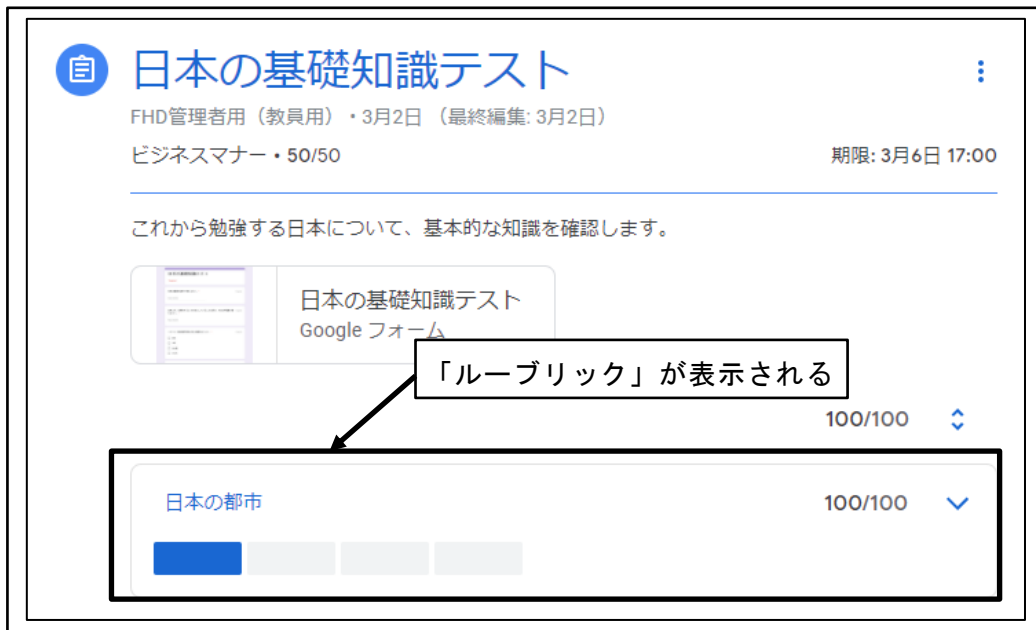 日本の基礎知識テスト
FHD管理者用（教員用）・3月2日 （最終編集: 3月2日）
ビジネスマナー・50/50 期限: 3月6日 17:00
これから勉強する日本について、基本的な知識を確認します。
日本の基礎知識テスト
Google フォーム
「ルーブリック」が表示される
100/100
日本の都市 100/100